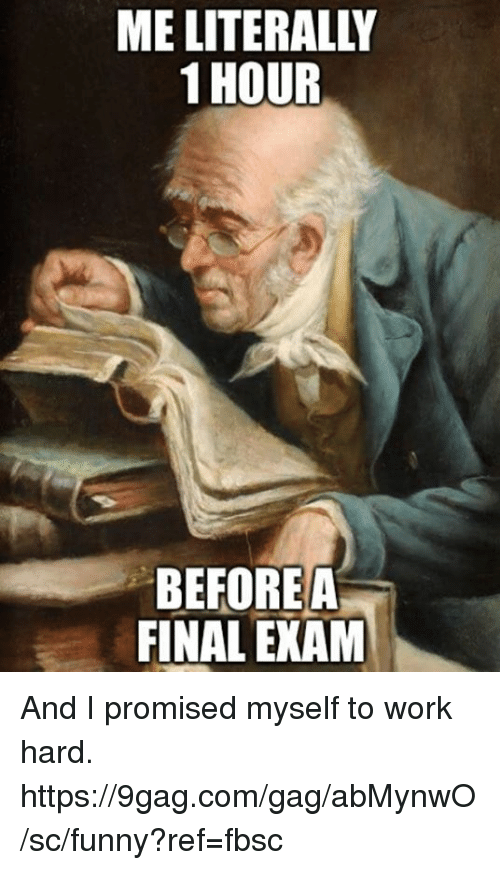 ME LITERALLY
1 HOUR
BEFORE A
FINAL EXAM
And I promised myself to work
hard.
https://9gag.com/gag/abMynwO
/sc/funny?ref=fbsc